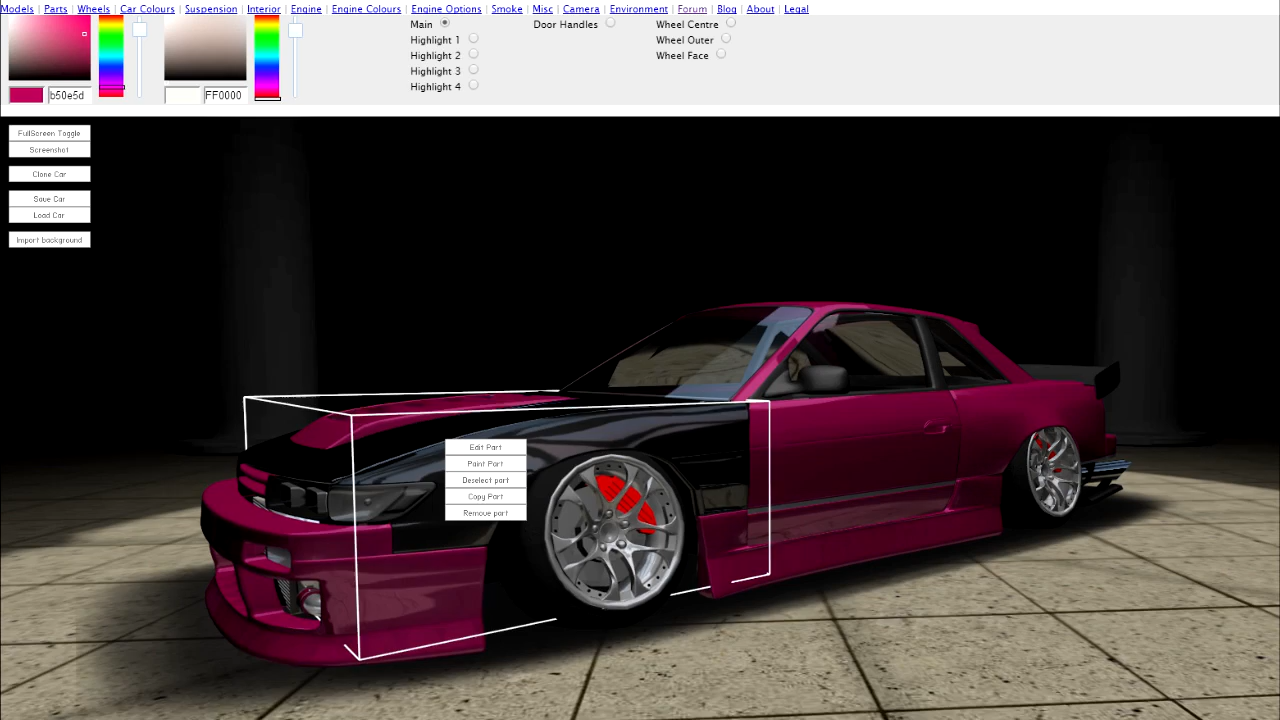 Models | Parts | Wheels | Car Colours | Suspension | Interior | Engine | Engine Colours | Engine Options | Smoke | Misc | Camera | Environment | Forum | Blog | About | Legal
Main Door Handles Wheel Centre
Highlight 1 Wheel Outer
Highlight 2 Wheel Face
Highlight 3
Highlight 4
b50e5d FF0000
FullScreen Toggle
Screenshot
Clone Car
Save Car
Load Car
Import background
Edit Part
Paint Part
Deselect part
Copy Part
Remove part